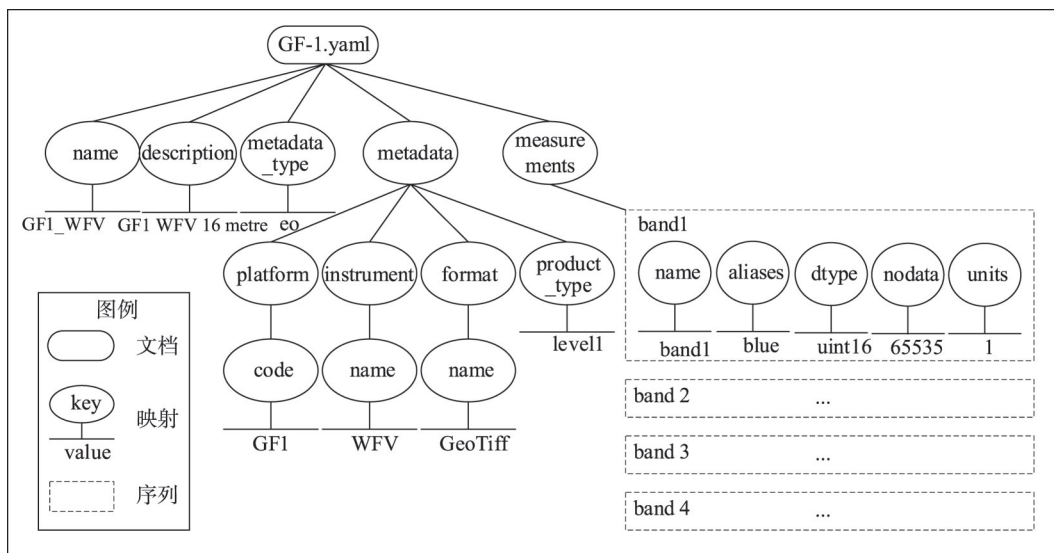 GF-1.yaml
name
description
metadata
_type
metadata
measure
ments
GF1_WFV
GF1 WFV 16 metre
eo
platform
instrument
format
product
_type
code
name
name
level1
GF1
WFV
GeoTiff
band1
name
aliases
dtype
nodata
units
band1
blue
uint16
65535
1
band 2
...
band 3
...
band 4
...
图例
文档
key
value
映射
序列